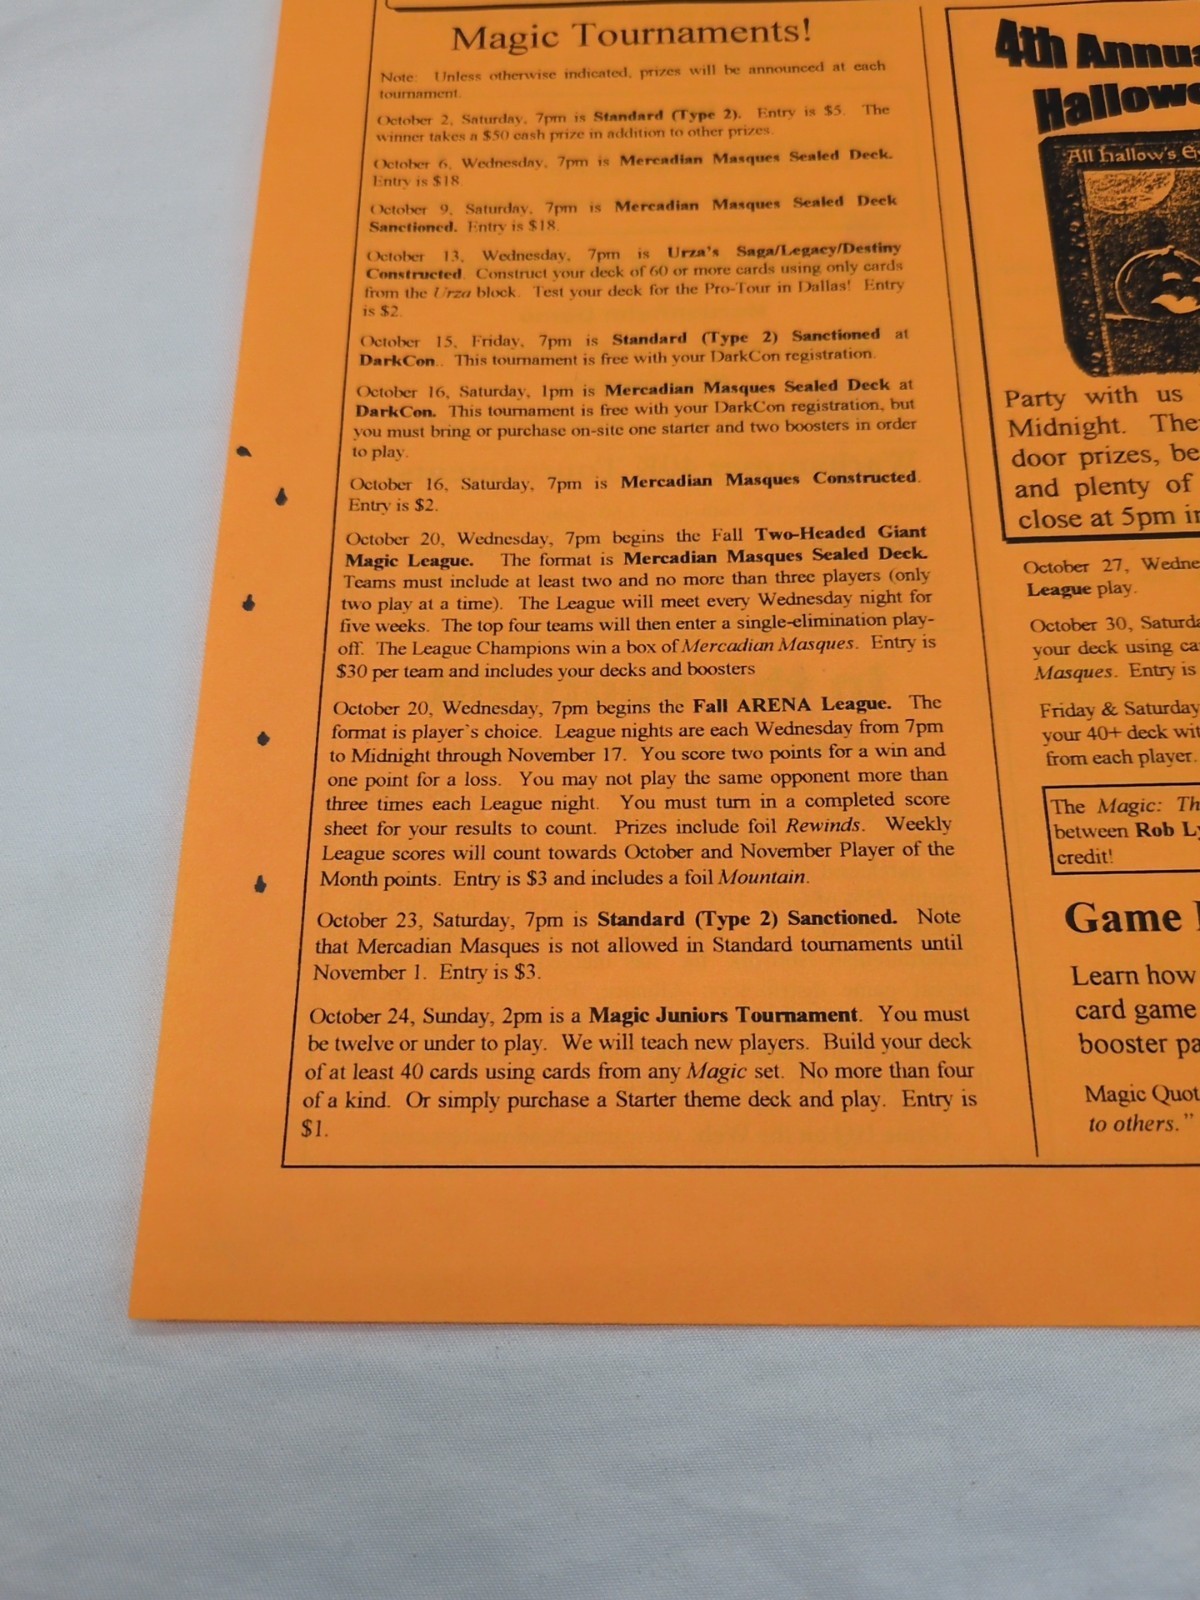 Magic Tournaments!
Note: Unless otherwise indicated, prizes will be announced at each
tournament.
October 2, Saturday, 7pm is Standard (Type 2). Entry is $5. The
winner takes a $50 cash prize in addition to other prizes.
October 6, Wednesday, 7pm is Mercadian Masques Sealed Deck.
Entry is $18.
October 9, Saturday, 7pm is Mercadian Masques Sealed Deck
Sanctioned. Entry is $18.
October 13, Wednesday, 7pm is Urza's Saga/Legacy/Destiny
Constructed. Construct your deck of 60 or more cards using only cards
from the Urza block. Test your deck for the Pro-Tour in Dallas! Entry
is $2.
October 15, Friday, 7pm is Standard (Type 2) Sanctioned at
DarkCon.. This tournament is free with your DarkCon registration.
October 16, Saturday, 1pm is Mercadian Masques Sealed Deck at
DarkCon. This tournament is free with your DarkCon registration, but
you must bring or purchase on-site one starter and two boosters in order
to play.
October 16, Saturday, 7pm is Mercadian Masques Constructed.
Entry is $2.
October 20, Wednesday, 7pm begins the Fall Two-Headed Giant
Magic League. The format is Mercadian Masques Sealed Deck.
Teams must include at least two and no more than three players (only
two play at a time). The League will meet every Wednesday night for
five weeks. The top four teams will then enter a single-elimination play-
off. The League Champions win a box of Mercadian Masques. Entry is
$30 per team and includes your decks and boosters
October 20, Wednesday, 7pm begins the Fall ARENA League. The
format is player's choice. League nights are each Wednesday from 7pm
to Midnight through November 17. You score two points for a win and
one point for a loss. You may not play the same opponent more than
three times each League night. You must turn in a completed score
sheet for your results to count. Prizes include foil Rewinds. Weekly
League scores will count towards October and November Player of the
Month points. Entry is $3 and includes a foil Mountain.
October 23, Saturday, 7pm is Standard (Type 2) Sanctioned. Note
that Mercadian Masques is not allowed in Standard tournaments until
November 1. Entry is $3.
October 24, Sunday, 2pm is a Magic Juniors Tournament. You must
be twelve or under to play. We will teach new players. Build your deck
of at least 40 cards using cards from any Magic set. No more than four
of a kind. Or simply purchase a Starter theme deck and play. Entry is
$1.
4th Annua
Hallowe
All hallow's E
Party with us
Midnight. The
door prizes, be
and plenty of
close at 5pm i
October 27, Wedne
League play.
October 30, Saturda
your deck using ca
Masques. Entry is
Friday & Saturday
your 40+ deck wit
from each player.
The Magic: Th
between Rob L
credit!
Game
Learn how
card game
booster pa
Magic Quot
to others."